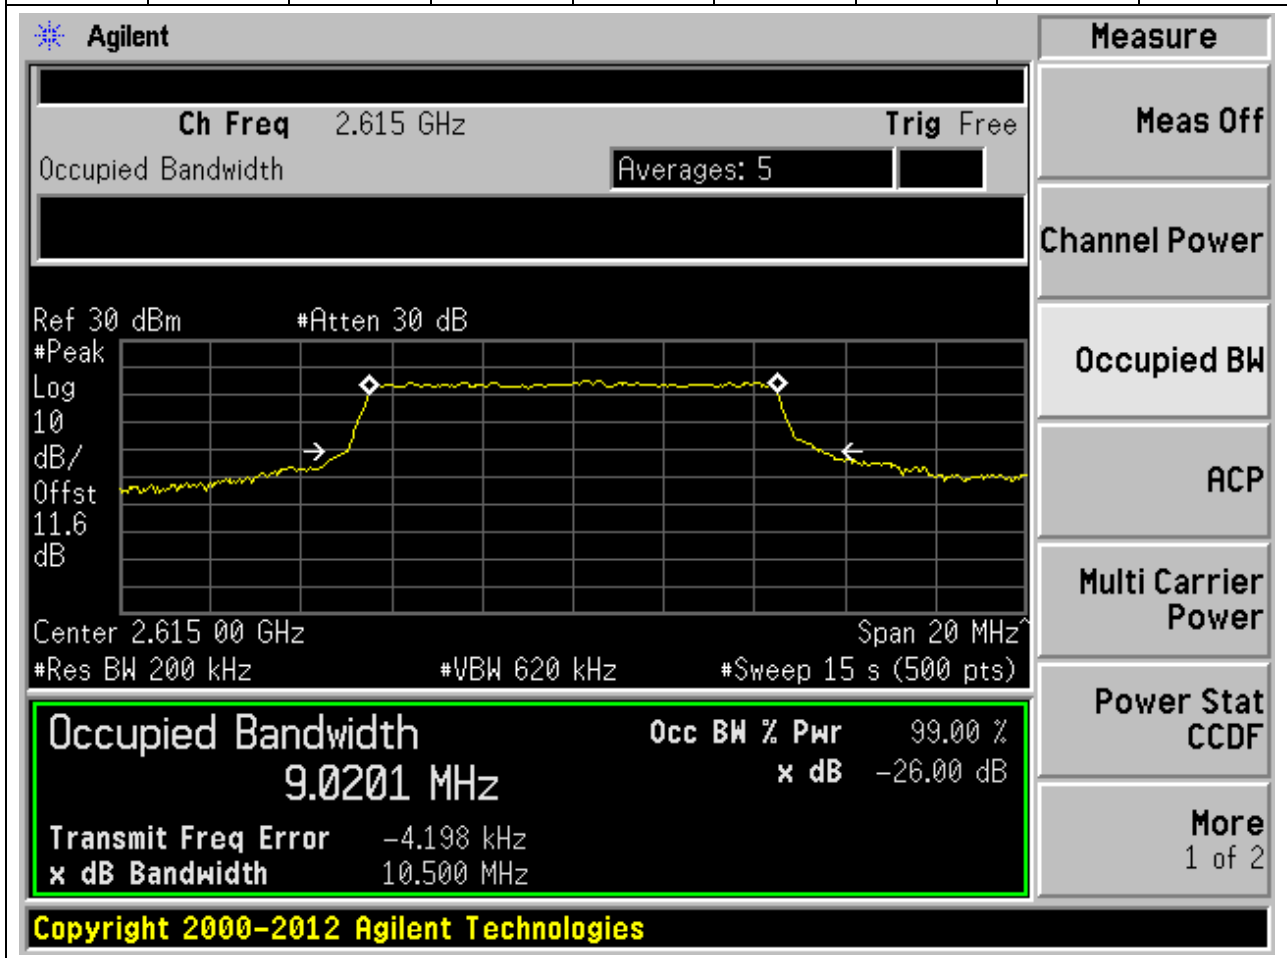 Agilent
Measure
Ch Freq 2.615 GHz Trig Free
Occupied Bandwidth Averages: 5
Meas Off
Channel Power
Occupied BW
ACP
Multi Carrier
Power
Power Stat
CCDF
More
1 of 2
Ref 30 dBm #Atten 30 dB
#Peak
Log
10
dB/
Offst
11.6
dB
Center 2.615 00 GHz Span 20 MHz^
#Res BW 200 kHz #VBW 620 kHz #Sweep 15 s (500 pts)
Occupied Bandwidth Occ BW % Pwr 99.00 %
9.0201 MHz x dB -26.00 dB
Transmit Freq Error -4.198 kHz
x dB Bandwidth 10.500 MHz
Copyright 2000-2012 Agilent Technologies